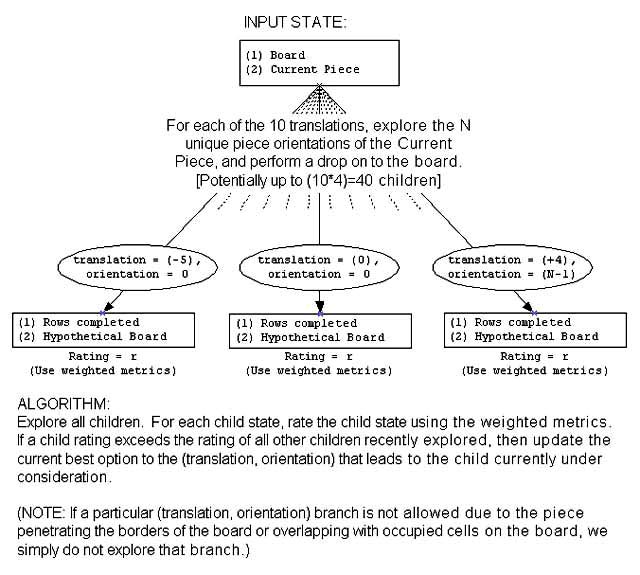 INPUT STATE:
(1) Board
(2) Current Piece
For each of the 10 translations, explore the N
unique piece orientations of the Current
Piece, and perform a drop on to the board.
[Potentially up to (10*4)=40 children]
translation = (-5),
orientation = 0
translation = (0),
orientation = 0
translation = (+4),
orientation = (N-1)
(1) Rows completed
(2) Hypothetical Board
Rating = r
(Use weighted metrics)
(1) Rows completed
(2) Hypothetical Board
Rating = r
(Use weighted metrics)
(1) Rows completed
(2) Hypothetical Board
Rating = r
(Use weighted metrics)
ALGORITHM:
Explore all children. For each child state, rate the child state using the weighted metrics.
If a child rating exceeds the rating of all other children recently explored, then update the
current best option to the (translation, orientation) that leads to the child currently under
consideration.
(NOTE: If a particular (translation, orientation) branch is not allowed due to the piece
penetrating the borders of the board or overlapping with occupied cells on the board, we
simply do not explore that branch.)